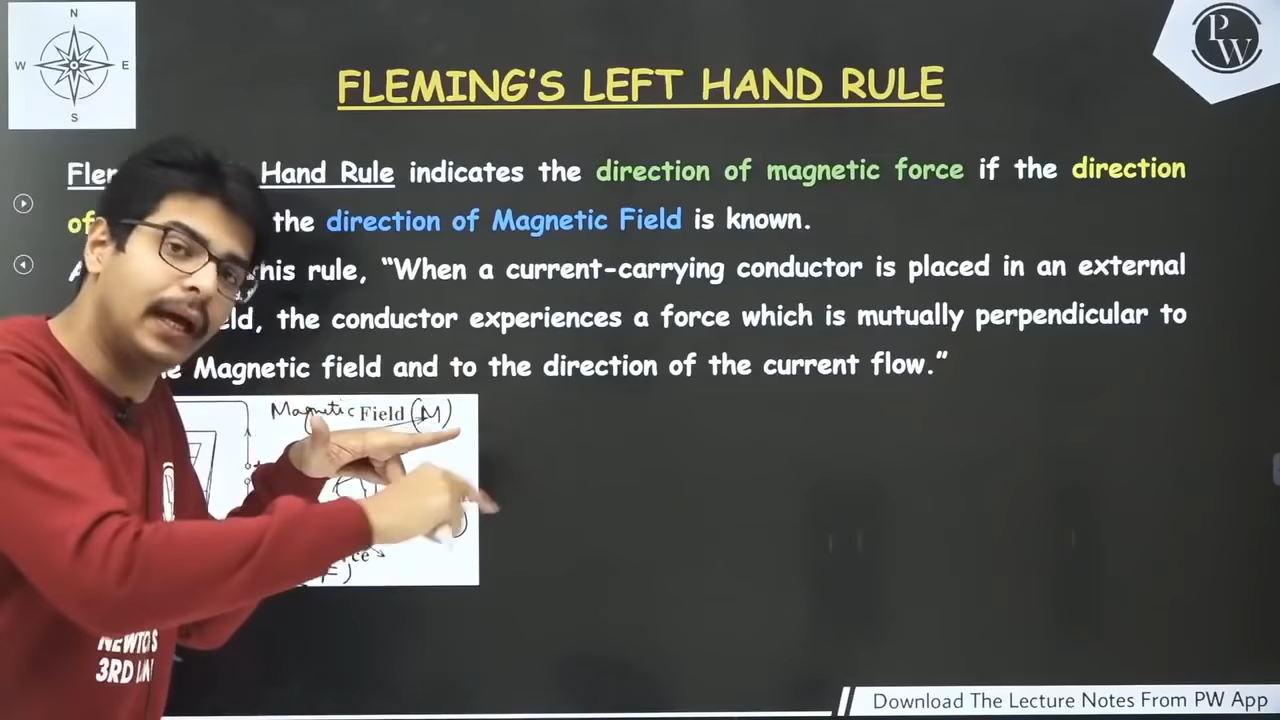 N
W E
S
PW
FLEMING'S LEFT HAND RULE
Hand Rule indicates the direction of magnetic force if the direction
of the direction of Magnetic Field is known.
this rule, “When a current-carrying conductor is placed in an external
the conductor experiences a force which is mutually perpendicular to
Magnetic field and to the direction of the current flow.”
Magnetic Field (M)
3RD
Download The Lecture Notes From PW App